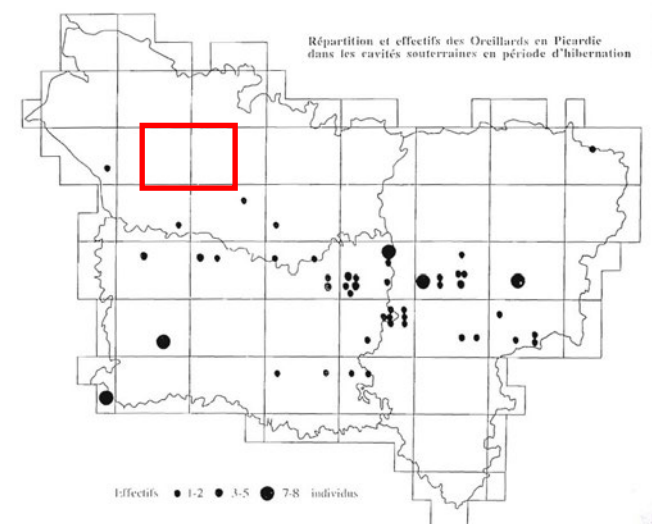 Répartition et effectifs des Oreillards en Picardie
dans les cavités souterraines en période d'hibernation
Effectifs 1-2 3-5 7-8 individus